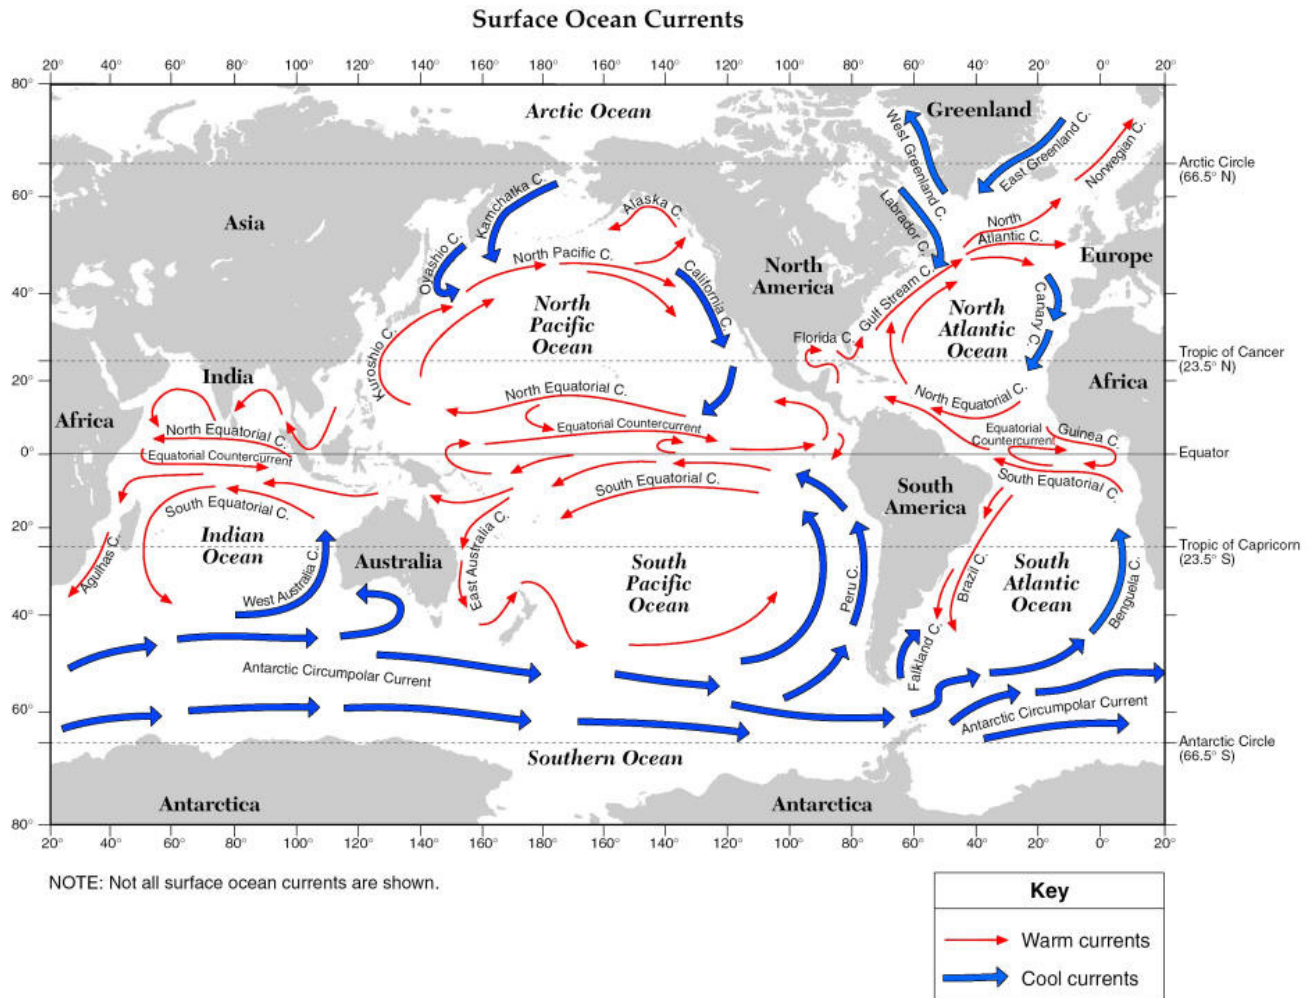 Surface Ocean Currents
20° 40° 60° 80° 100° 120° 140° 160° 180° 160° 140° 120° 100° 80° 60° 40° 20° 0° 20°
80°
60°
40°
20°
0°
20°
40°
60°
80°
Arctic Ocean
Greenland
West Greenland C.
East Greenland C.
Norwegian C.
Arctic Circle
(66.5° N)
Kamchatka C.
Alaska C.
Labrador C.
North
Atlantic C.
Asia
Oyashio C.
North Pacific C.
California C.
North
America
Gulf Stream C.
Europe
North
Pacific
Ocean
North
Atlantic
Ocean
Canary C.
Kuroshio C.
Florida C.
Tropic of Cancer
(23.5° N)
India
Africa
Africa
North Equatorial C.
North Equatorial C.
North Equatorial C.
Equatorial Countercurrent
Equatorial Countercurrent
Equatorial
Countercurrent
Guinea C.
Equator
South Equatorial C.
South Equatorial C.
South Equatorial C.
South
America
Indian
Ocean
Agulhas C.
West Australia C.
Australia
East Australia C.
South
Pacific
Ocean
Peru C.
Brazil C.
South
Atlantic
Ocean
Benguela C.
Tropic of Capricorn
(23.5° S)
Falkland C.
Antarctic Circumpolar Current
Antarctic Circumpolar Current
Southern Ocean
Antarctic Circle
(66.5° S)
Antarctica
Antarctica
20° 40° 60° 80° 100° 120° 140° 160° 180° 160° 140° 120° 100° 80° 60° 40° 20° 0° 20°
NOTE: Not all surface ocean currents are shown.
Key
Warm currents
Cool currents